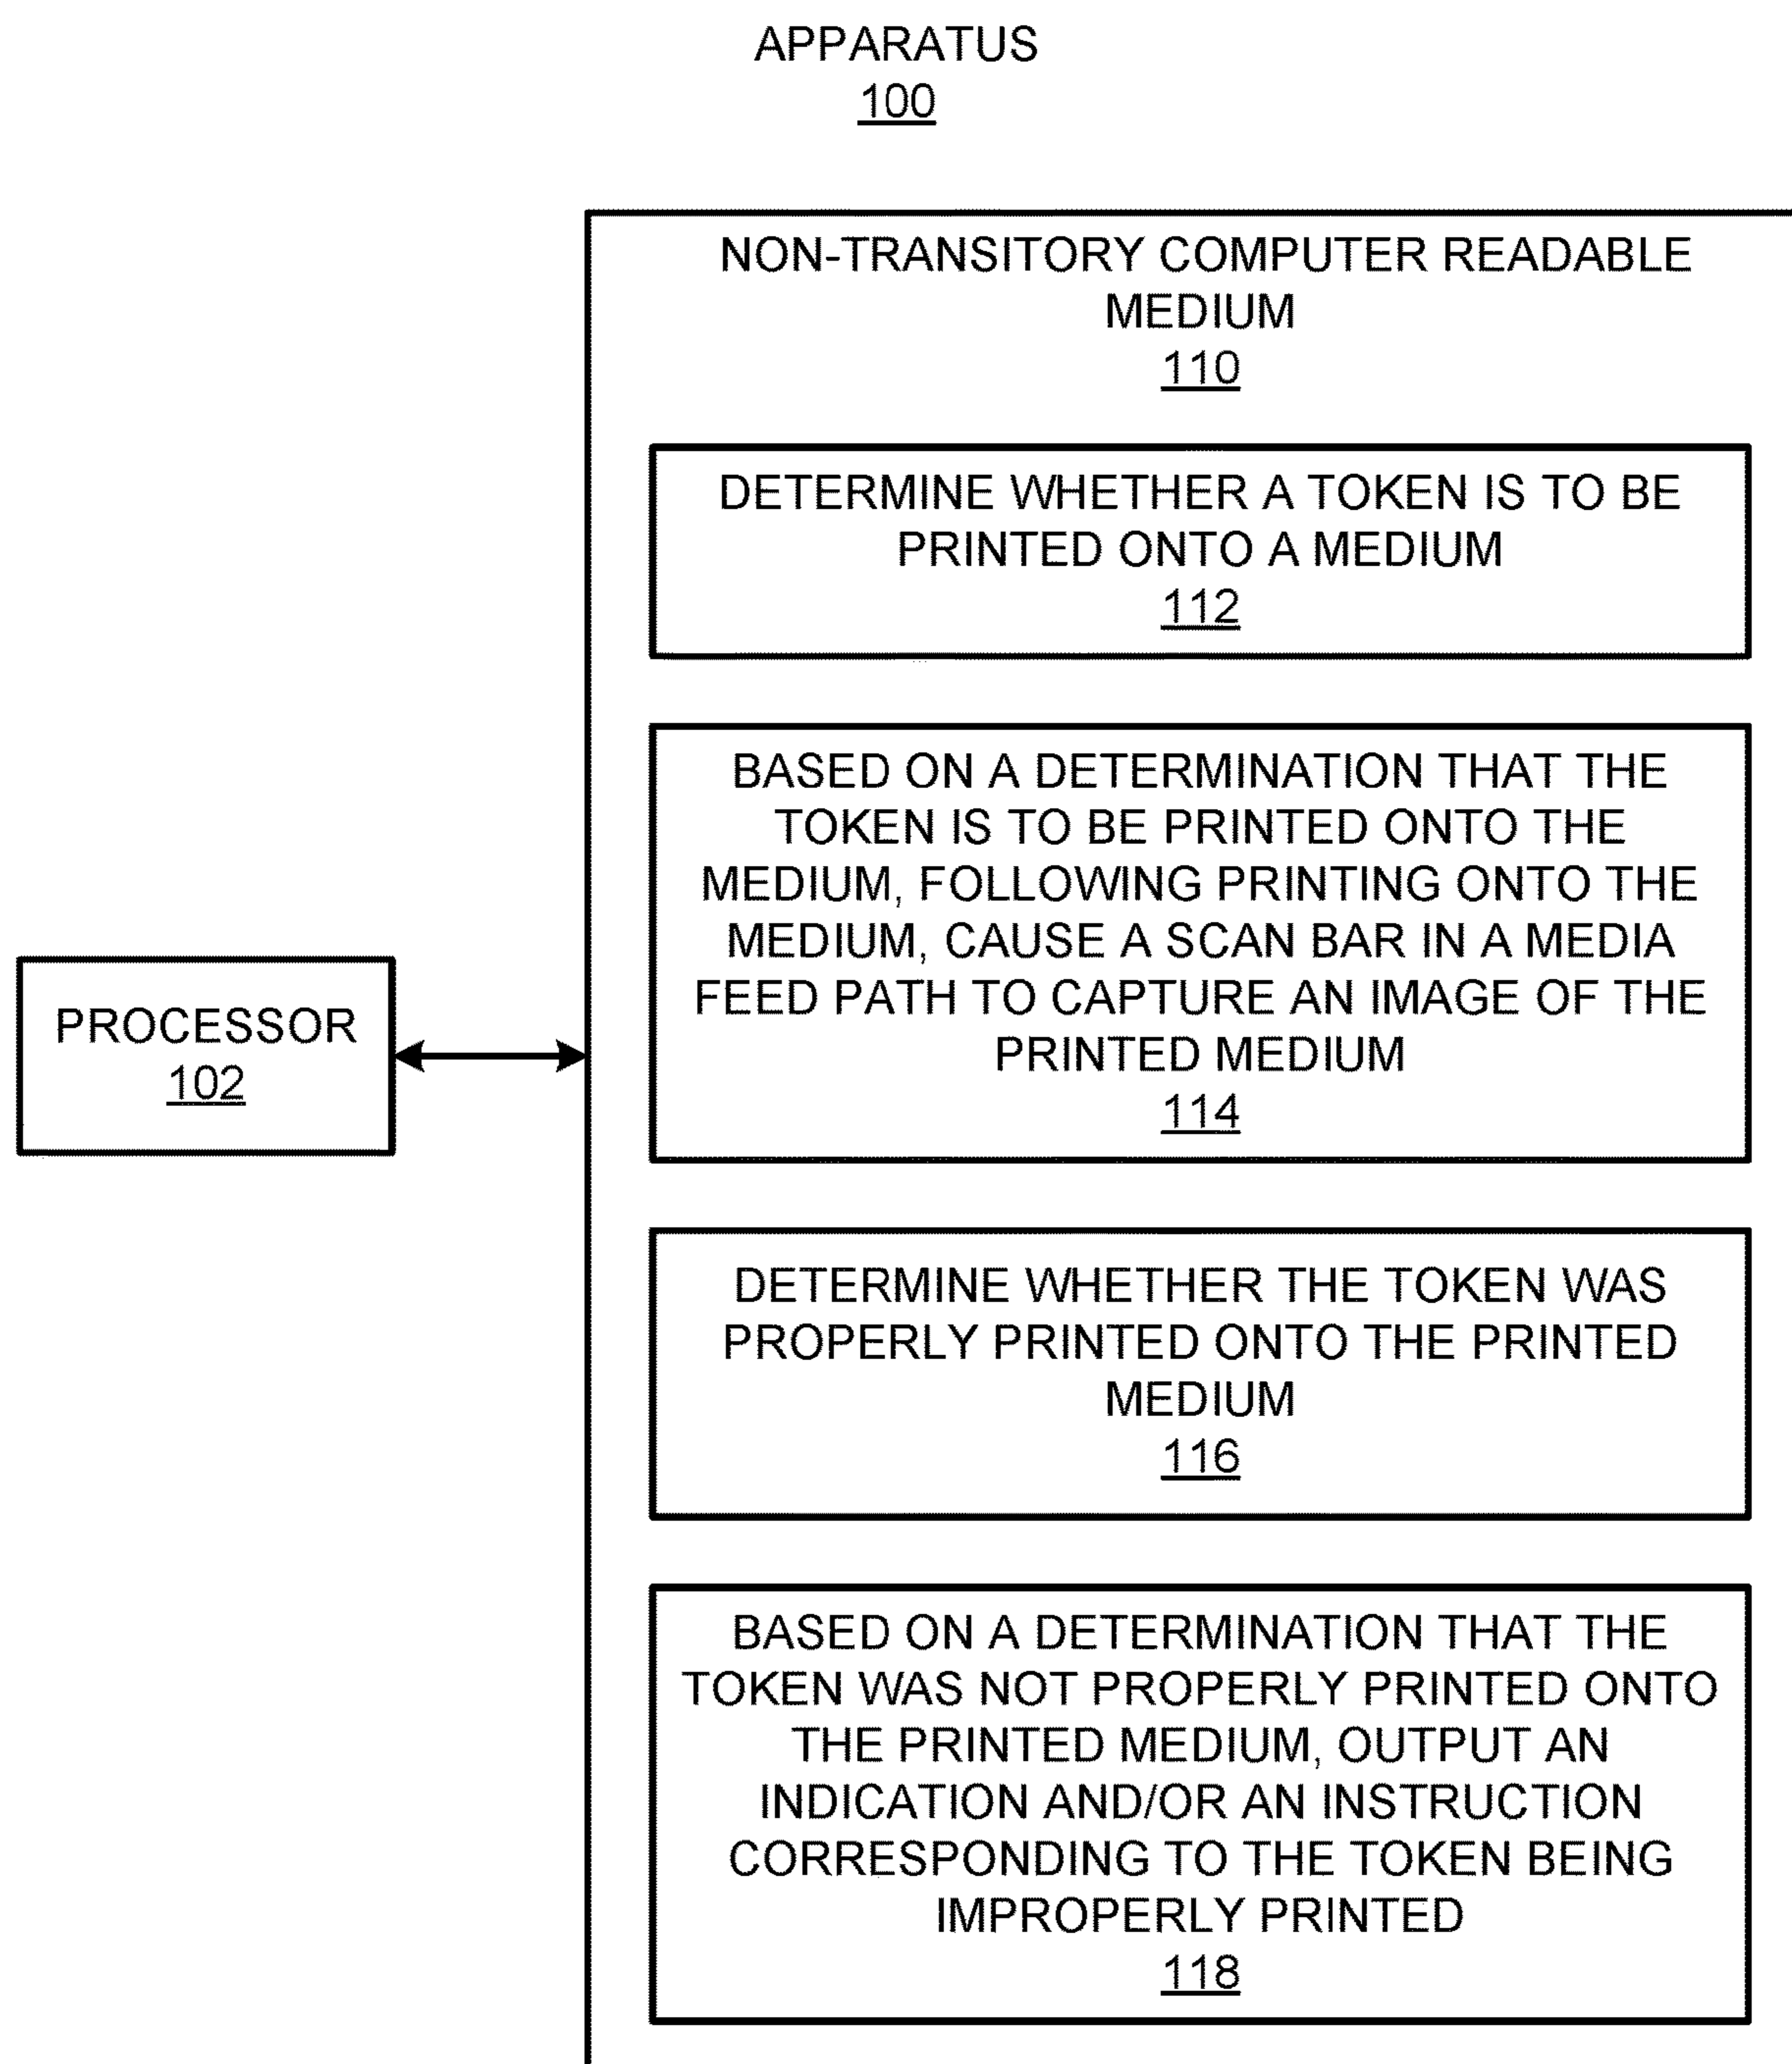 APPARATUS
100
NON-TRANSITORY COMPUTER READABLE
MEDIUM
110
DETERMINE WHETHER A TOKEN IS TO BE
PRINTED ONTO A MEDIUM
112
BASED ON A DETERMINATION THAT THE
TOKEN IS TO BE PRINTED ONTO THE
MEDIUM, FOLLOWING PRINTING ONTO THE
MEDIUM, CAUSE A SCAN BAR IN A MEDIA
FEED PATH TO CAPTURE AN IMAGE OF THE
PRINTED MEDIUM
114
PROCESSOR
102
DETERMINE WHETHER THE TOKEN WAS
PROPERLY PRINTED ONTO THE PRINTED
MEDIUM
116
BASED ON A DETERMINATION THAT THE
TOKEN WAS NOT PROPERLY PRINTED ONTO
THE PRINTED MEDIUM, OUTPUT AN
INDICATION AND/OR AN INSTRUCTION
CORRESPONDING TO THE TOKEN BEING
IMPROPERLY PRINTED
118